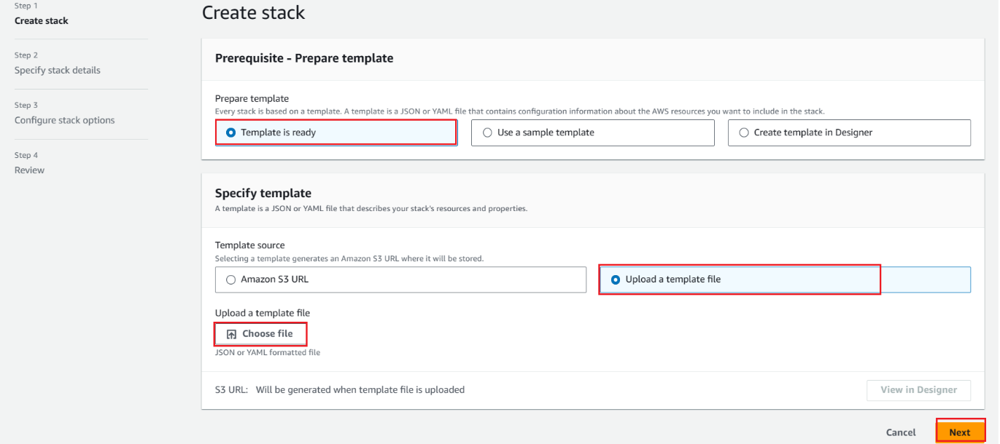 Step 1
Create stack
Step 2
Specify stack details
Step 3
Configure stack options
Step 4
Review
Create stack
Prerequisite - Prepare template
Prepare template
Every stack is based on a template. A template is a JSON or YAML file that contains configuration information about the AWS resources you want to include in the stack.
Template is ready
Use a sample template
Create template in Designer
Specify template
A template is a JSON or YAML file that describes your stack's resources and properties.
Template source
Selecting a template generates an Amazon S3 URL where it will be stored.
Amazon S3 URL
Upload a template file
Upload a template file
Choose file
JSON or YAML formatted file
S3 URL: Will be generated when template file is uploaded
View in Designer
Cancel
Next